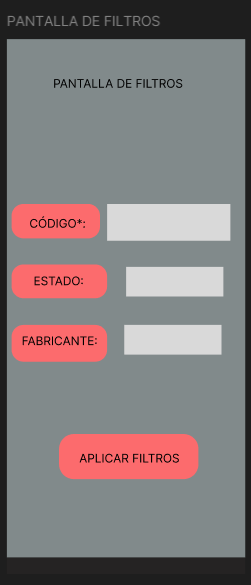 PANTALLA DE FILTROS
PANTALLA DE FILTROS
CÓDIGO*:
ESTADO:
FABRICANTE:
APLICAR FILTROS